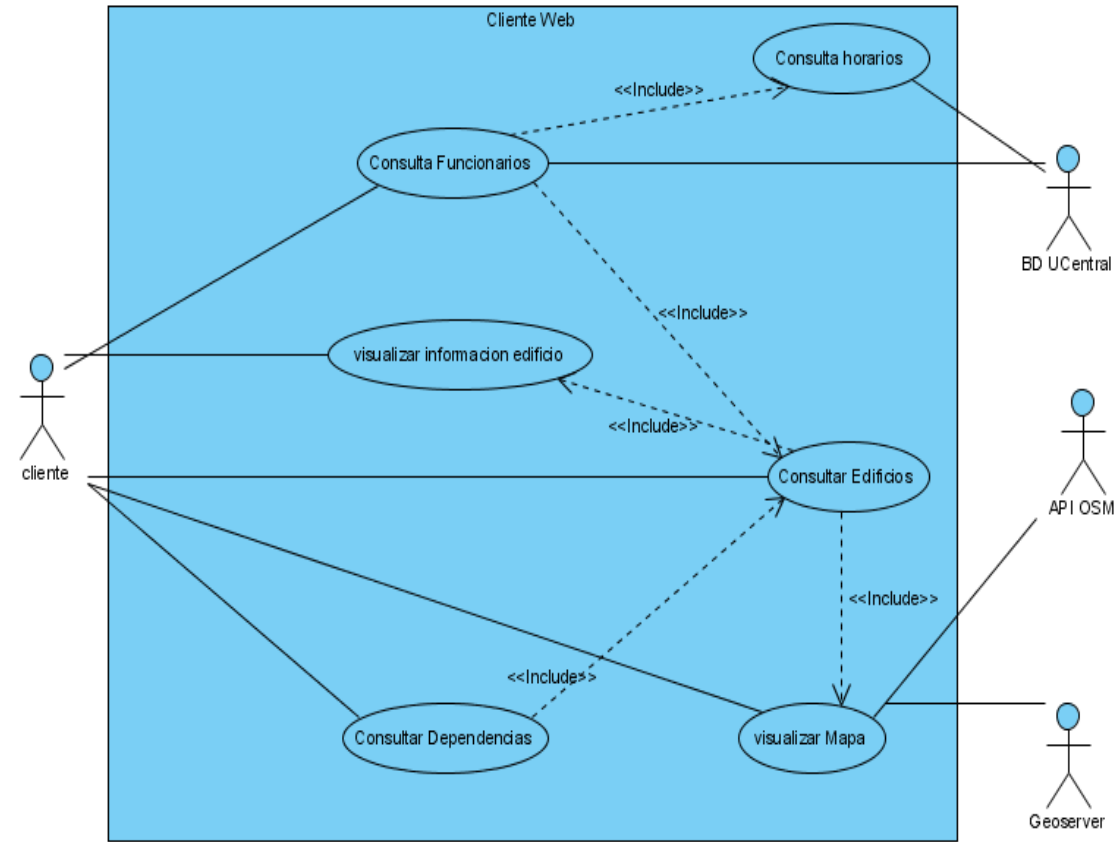 Cliente Web
Consulta horarios
<<Include>>
Consulta Funcionarios
BD UCentral
<<Include>>
visualizar informacion edificio
<<Include>>
cliente
Consultar Edificios
API OSM
<<Include>>
<<Include>>
Consultar Dependencias
visualizar Mapa
Geoserver